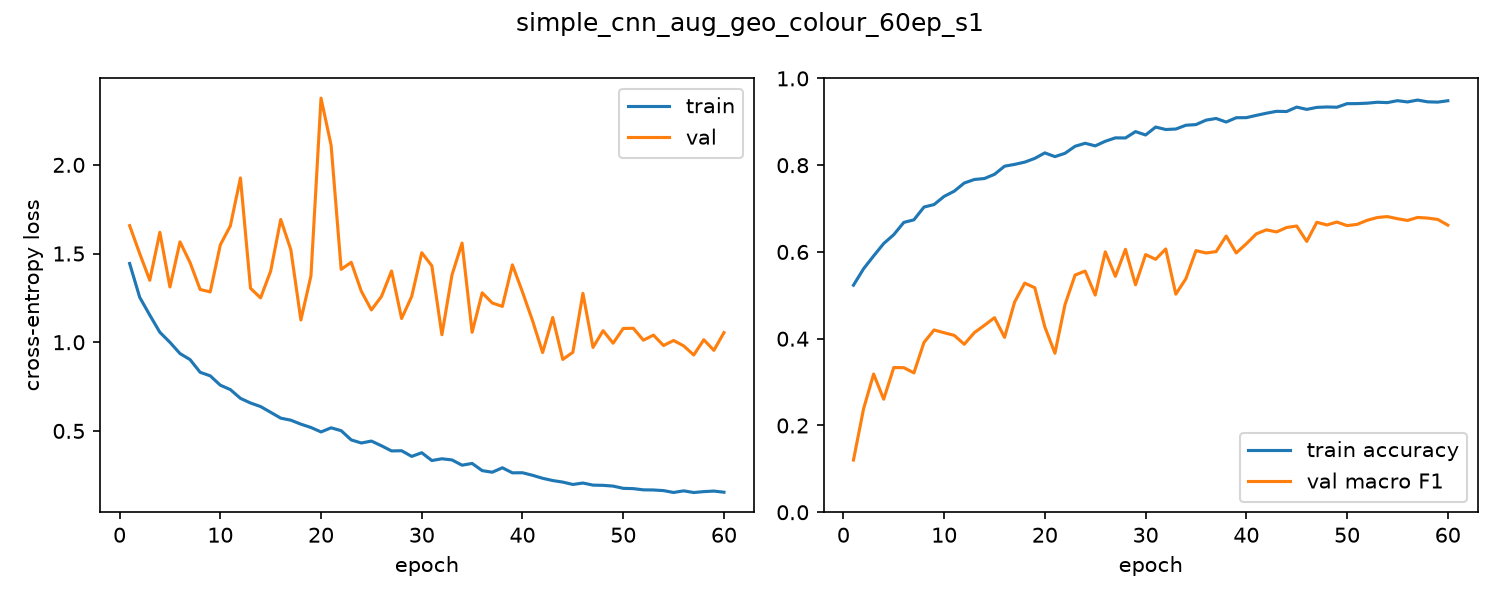 simple_cnn_aug_geo_colour_60ep_s1
cross-entropy loss
2.0
1.5
1.0
0.5
train
val
0 10 20 30 40 50 60
epoch
1.0
0.8
0.6
0.4
0.2
0.0
train accuracy
val macro F1
0 10 20 30 40 50 60
epoch